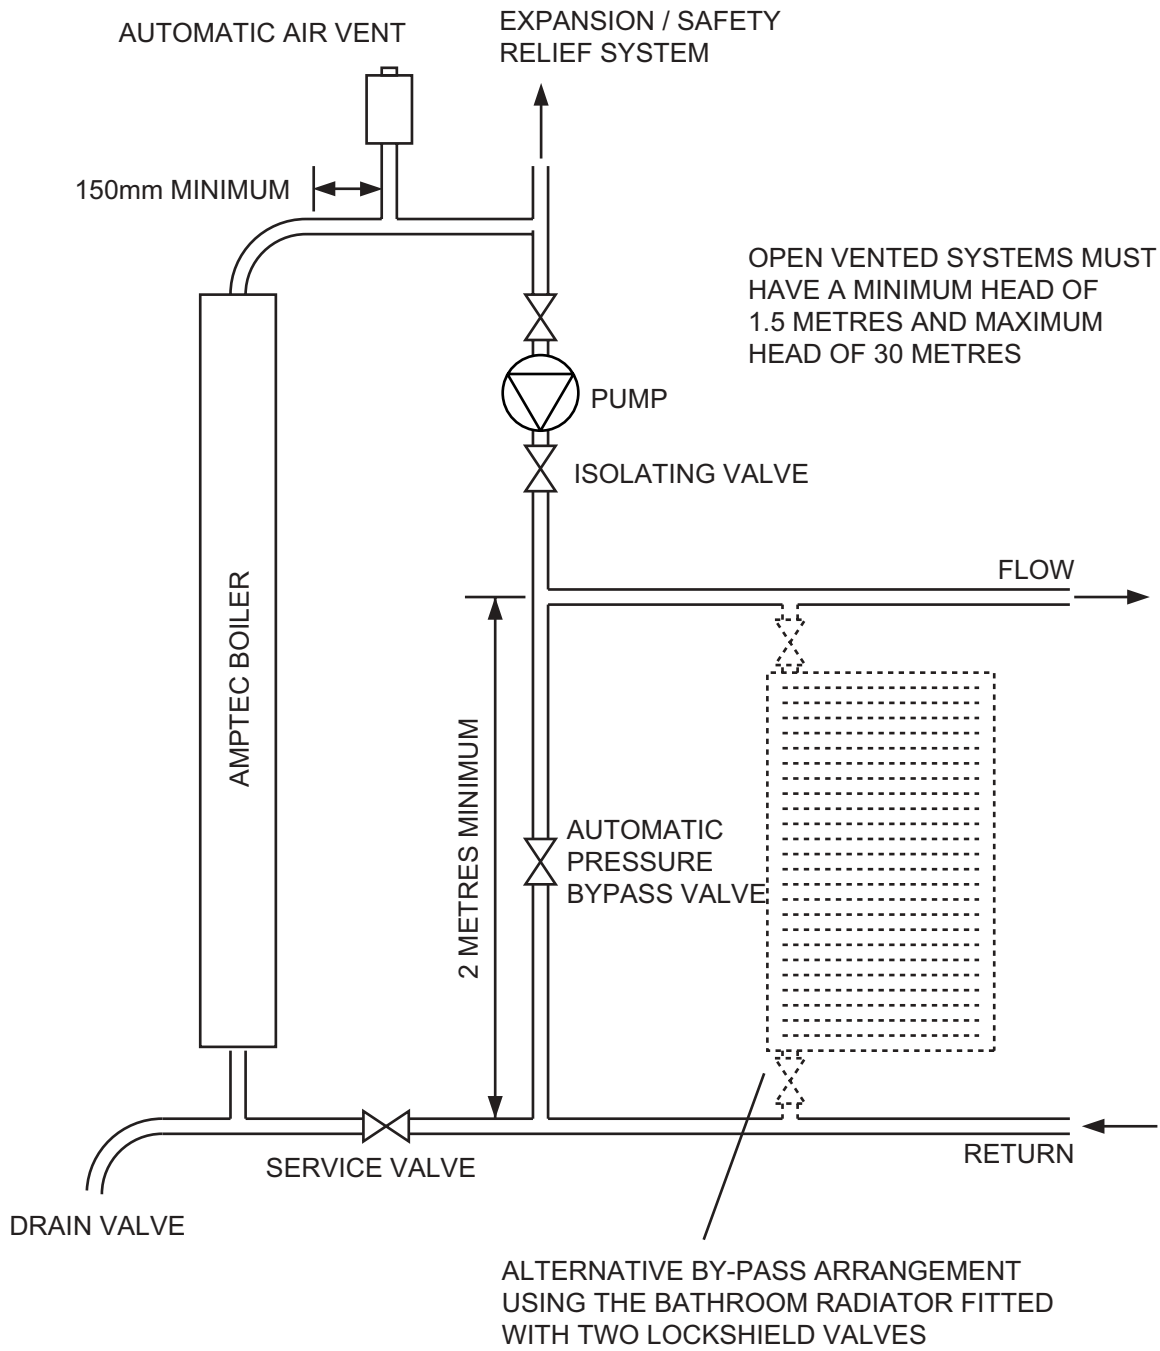 AUTOMATIC AIR VENT
EXPANSION / SAFETY
RELIEF SYSTEM
150mm MINIMUM
OPEN VENTED SYSTEMS MUST
HAVE A MINIMUM HEAD OF
1.5 METRES AND MAXIMUM
HEAD OF 30 METRES
PUMP
ISOLATING VALVE
FLOW
AMPTEC BOILER
2 METRES MINIMUM
AUTOMATIC
PRESSURE
BYPASS VALVE
SERVICE VALVE
RETURN
DRAIN VALVE
ALTERNATIVE BY-PASS ARRANGEMENT
USING THE BATHROOM RADIATOR FITTED
WITH TWO LOCKSHIELD VALVES